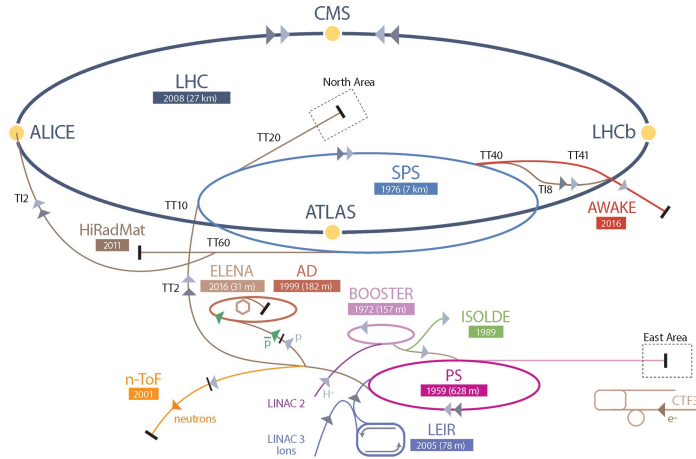 CMS
LHC
2008 (27 km)
North Area
ALICE
LHCb
TT20
TT40
TT41
SPS
1976 (7 km)
TI8
TI2
TT10
ATLAS
AWAKE
2016
HiRadMat
2011
TT60
ELENA
2016 (31 m)
AD
1999 (182 m)
TT2
BOOSTER
1972 (157 m)
ISOLDE
1989
p
p̅
East Area
n-ToF
2001
PS
1959 (628 m)
H⁺
LINAC 2
neutrons
CTF3
e⁻
LEIR
2005 (78 m)
LINAC 3
Ions